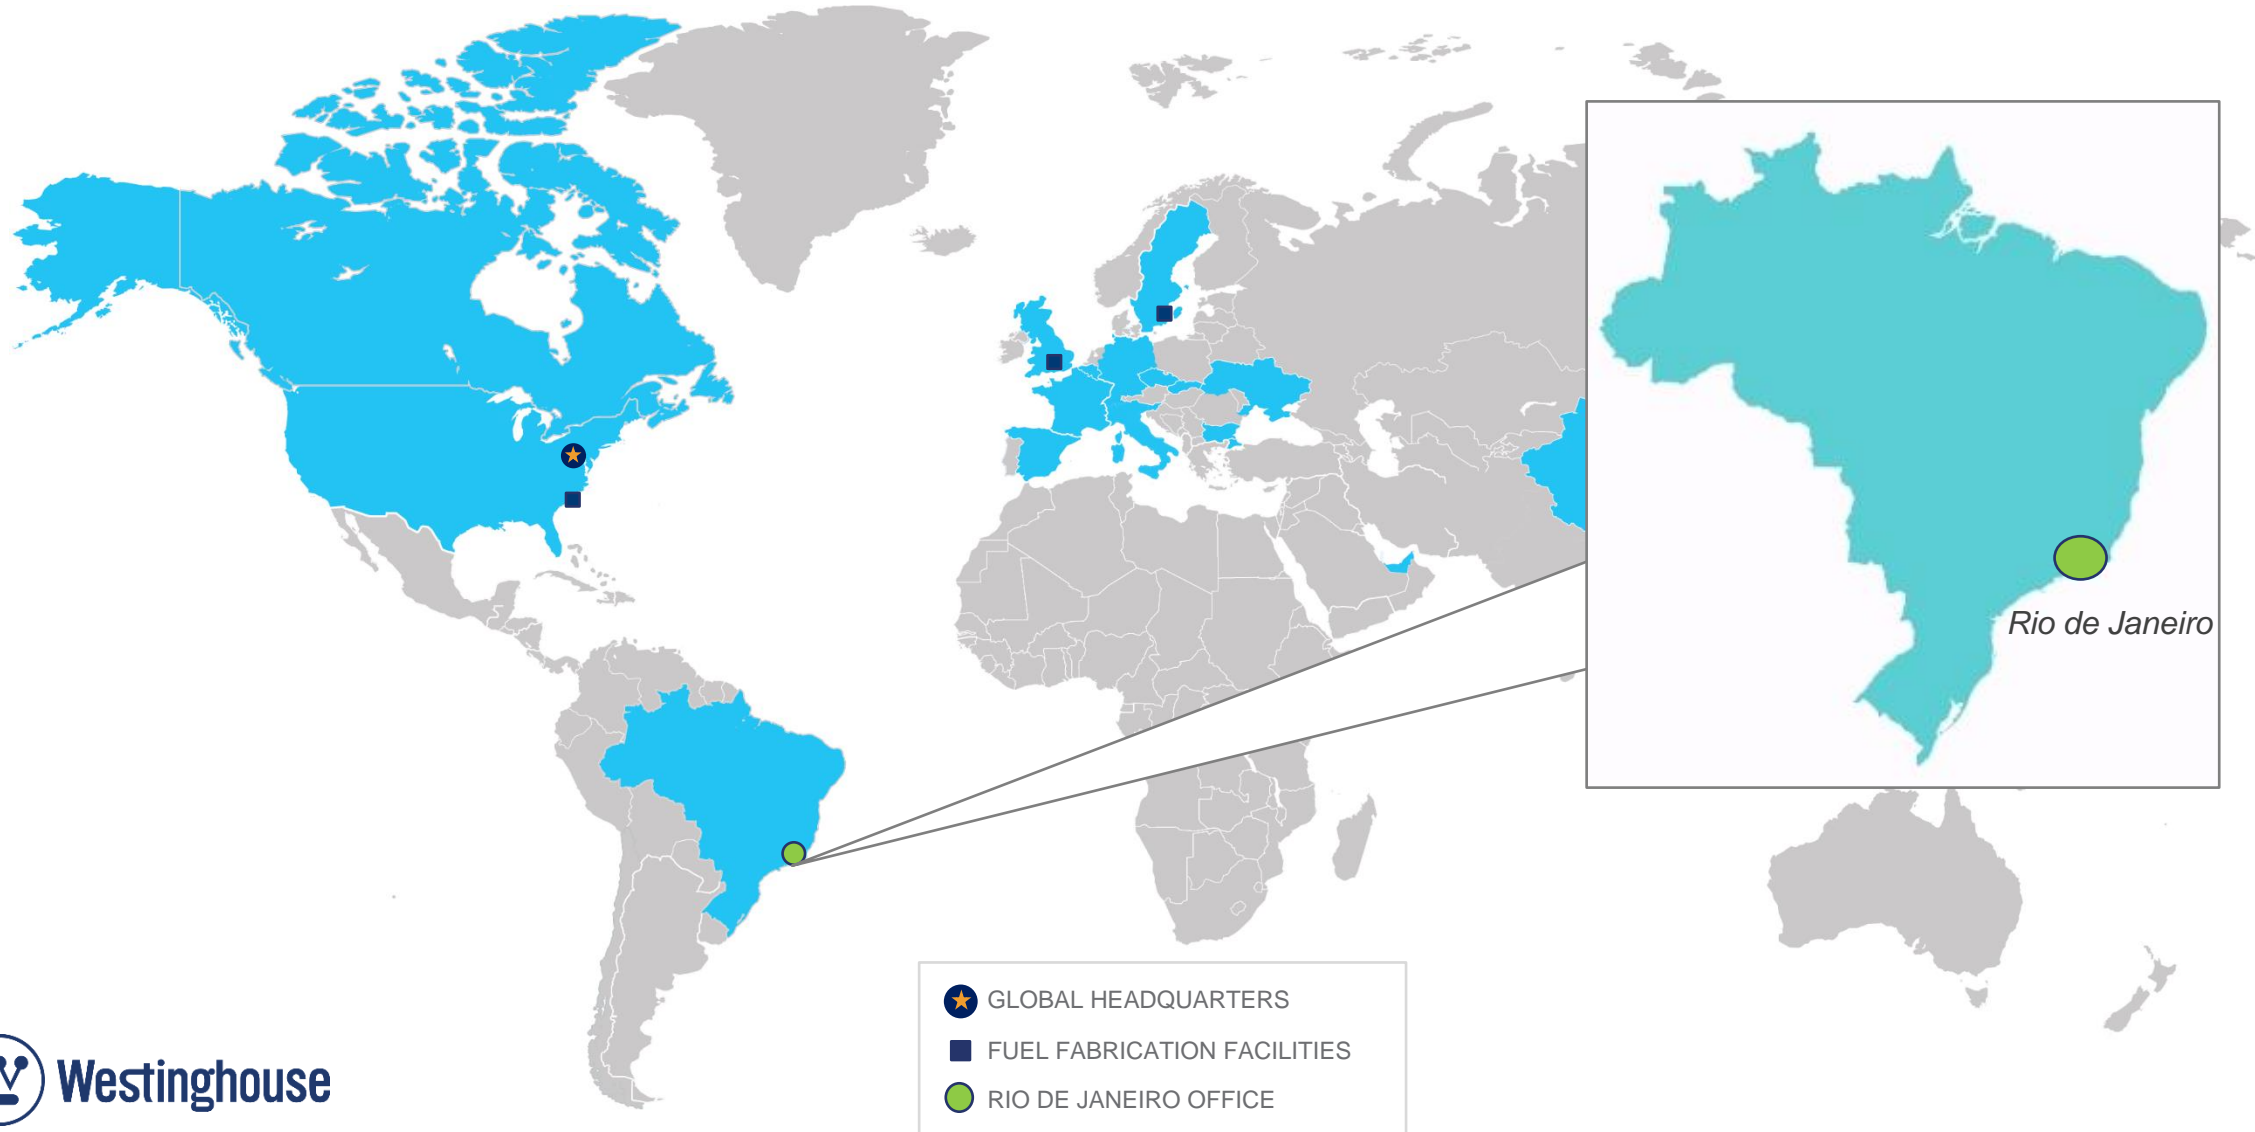 Rio de Janeiro
GLOBAL HEADQUARTERS
FUEL FABRICATION FACILITIES
RIO DE JANEIRO OFFICE
Westinghouse